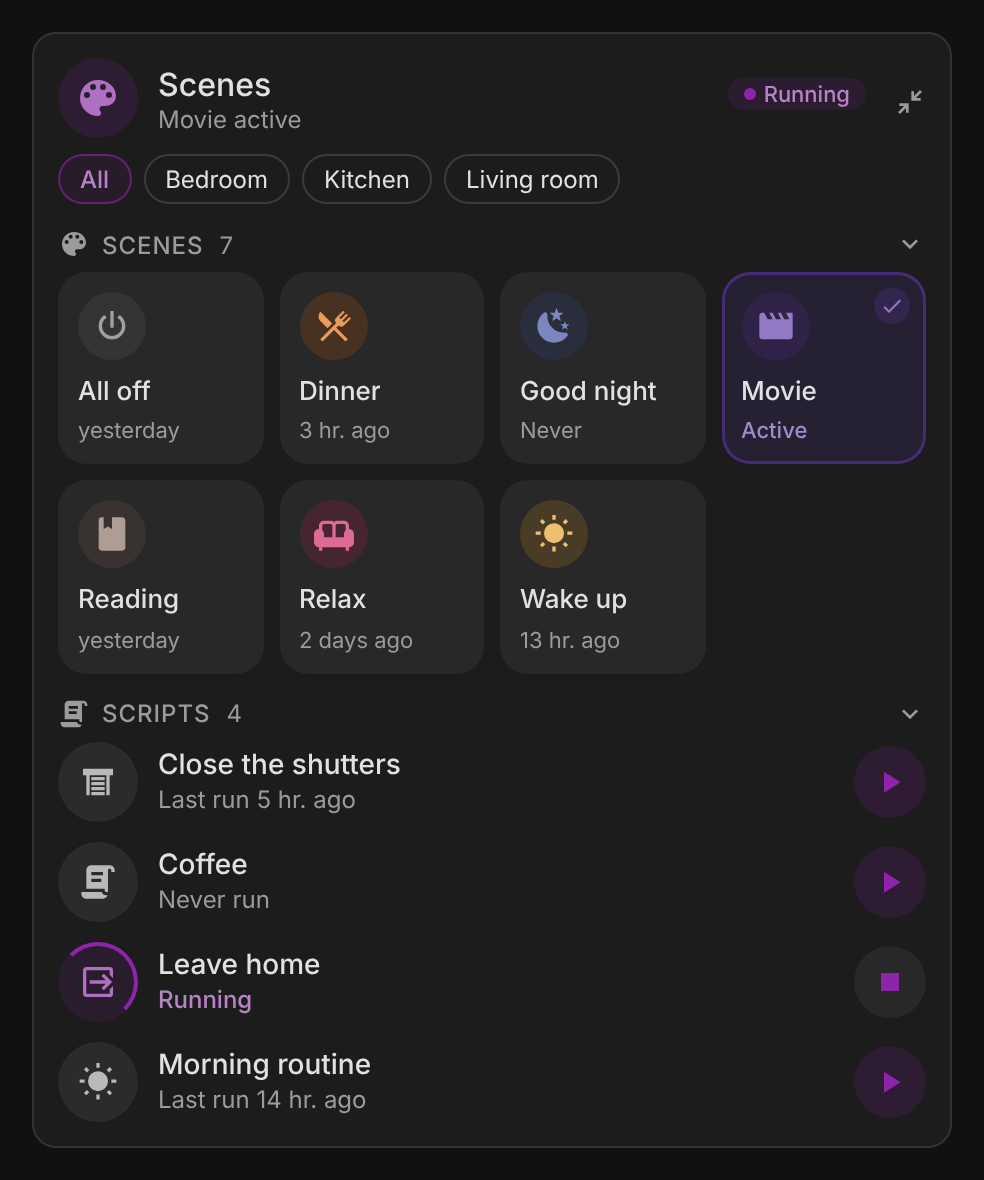 Scenes
Movie active
Running
All
Bedroom
Kitchen
Living room
SCENES 7
All off
yesterday
Dinner
3 hr. ago
Good night
Never
Movie
Active
Reading
yesterday
Relax
2 days ago
Wake up
13 hr. ago
SCRIPTS 4
Close the shutters
Last run 5 hr. ago
Coffee
Never run
Leave home
Running
Morning routine
Last run 14 hr. ago